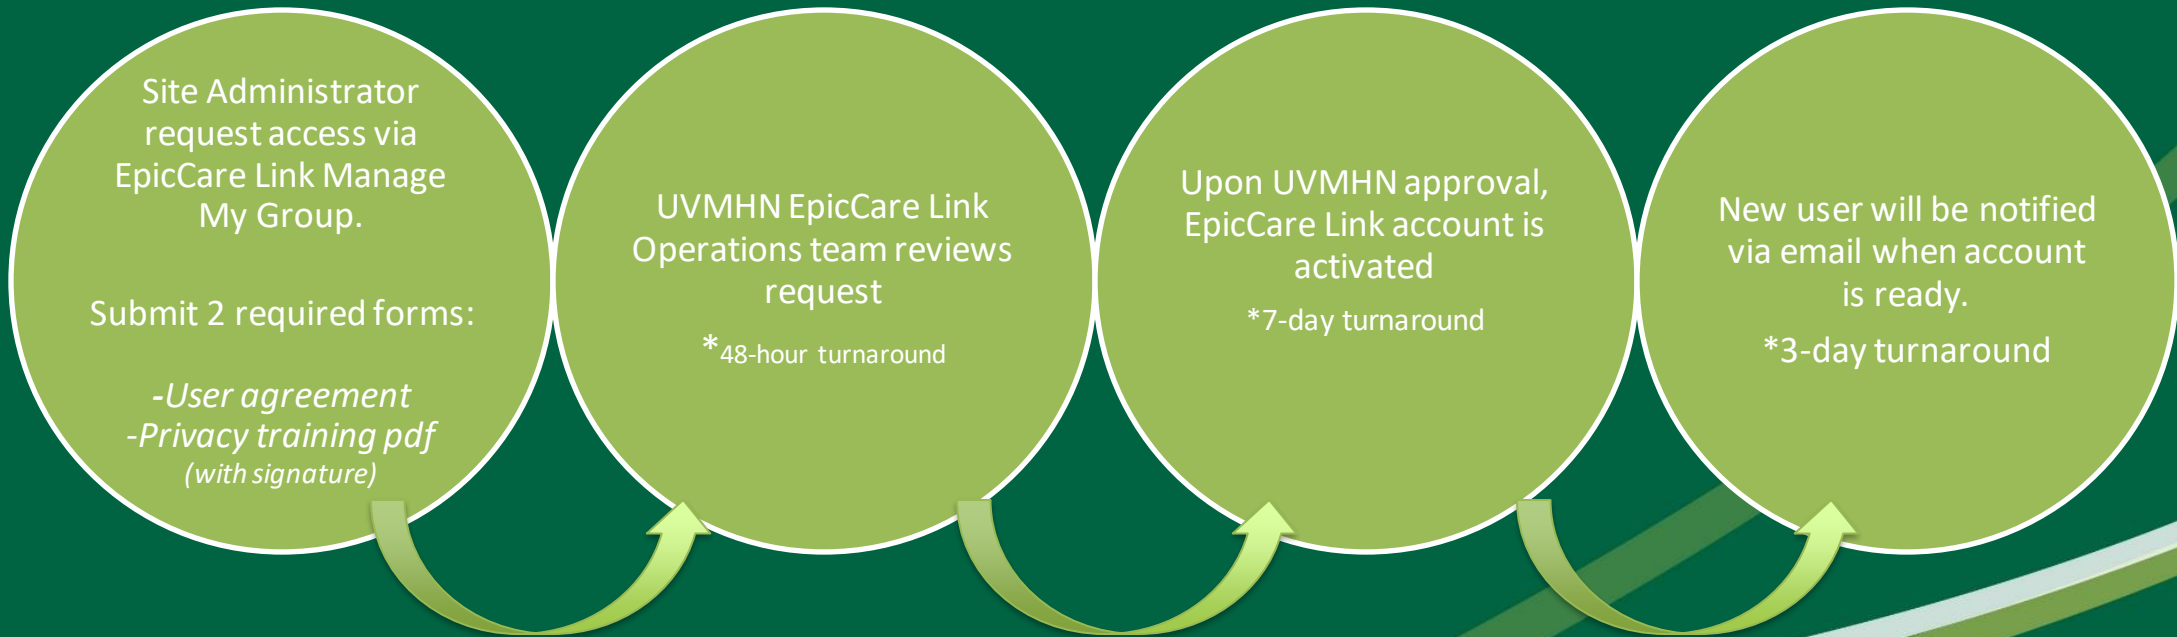 Site Administrator
request access via
EpicCare Link Manage
My Group.
Submit 2 required forms:
-User agreement
-Privacy training pdf
(with signature)
UVMHN EpicCare Link
Operations team reviews
request
*48-hour turnaround
Upon UVMHN approval,
EpicCare Link account is
activated
*7-day turnaround
New user will be notified
via email when account
is ready.
*3-day turnaround